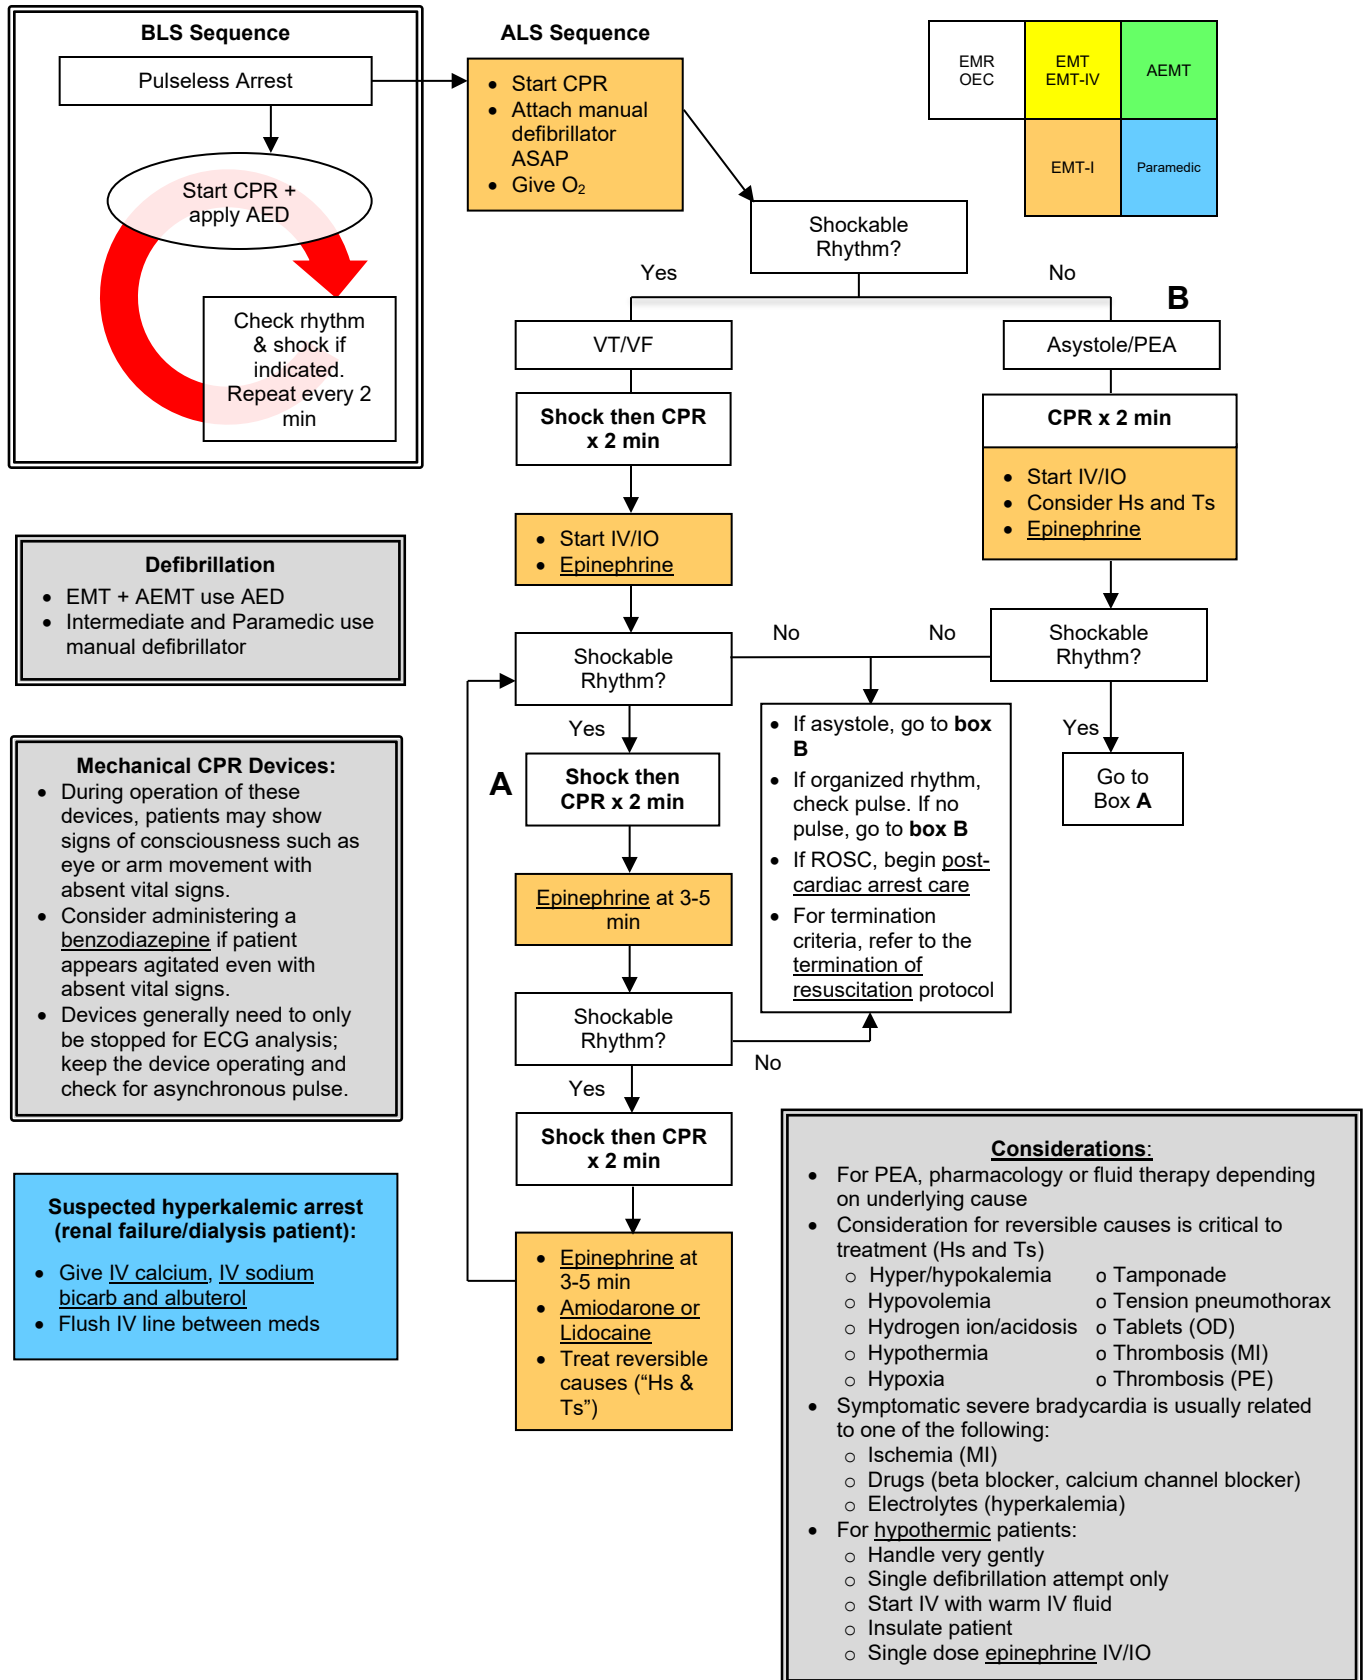 BLS Sequence
Pulseless Arrest
Start CPR +
apply AED
Check rhythm
& shock if
indicated.
Repeat every 2
min
ALS Sequence
• Start CPR
• Attach manual
defibrillator
ASAP
• Give O₂
EMR
OEC
EMT
EMT-IV
AEMT
EMT-I
Paramedic
Shockable
Rhythm?
Yes
No
B
VT/VF
Asystole/PEA
Shock then CPR
x 2 min
CPR x 2 min
• Start IV/IO
• Consider Hs and Ts
• Epinephrine
• Start IV/IO
• Epinephrine
Defibrillation
• EMT + AEMT use AED
• Intermediate and Paramedic use
manual defibrillator
Shockable
Rhythm?
No
No
Shockable
Rhythm?
Yes
Yes
• If asystole, go to box
B
• If organized rhythm,
check pulse. If no
pulse, go to box B
• If ROSC, begin post-
cardiac arrest care
• For termination
criteria, refer to the
termination of
resuscitation protocol
Go to
Box A
A
Shock then
CPR x 2 min
Epinephrine at 3-5
min
Shockable
Rhythm?
No
Yes
Shock then CPR
x 2 min
• Epinephrine at
3-5 min
• Amiodarone or
Lidocaine
• Treat reversible
causes (“Hs &
Ts”)
Mechanical CPR Devices:
• During operation of these
devices, patients may show
signs of consciousness such as
eye or arm movement with
absent vital signs.
• Consider administering a
benzodiazepine if patient
appears agitated even with
absent vital signs.
• Devices generally need to only
be stopped for ECG analysis;
keep the device operating and
check for asynchronous pulse.
Suspected hyperkalemic arrest
(renal failure/dialysis patient):
• Give IV calcium, IV sodium
bicarb and albuterol
• Flush IV line between meds
Considerations:
• For PEA, pharmacology or fluid therapy depending
on underlying cause
• Consideration for reversible causes is critical to
treatment (Hs and Ts)
o Hyper/hypokalemia o Tamponade
o Hypovolemia o Tension pneumothorax
o Hydrogen ion/acidosis o Tablets (OD)
o Hypothermia o Thrombosis (MI)
o Hypoxia o Thrombosis (PE)
• Symptomatic severe bradycardia is usually related
to one of the following:
o Ischemia (MI)
o Drugs (beta blocker, calcium channel blocker)
o Electrolytes (hyperkalemia)
• For hypothermic patients:
o Handle very gently
o Single defibrillation attempt only
o Start IV with warm IV fluid
o Insulate patient
o Single dose epinephrine IV/IO